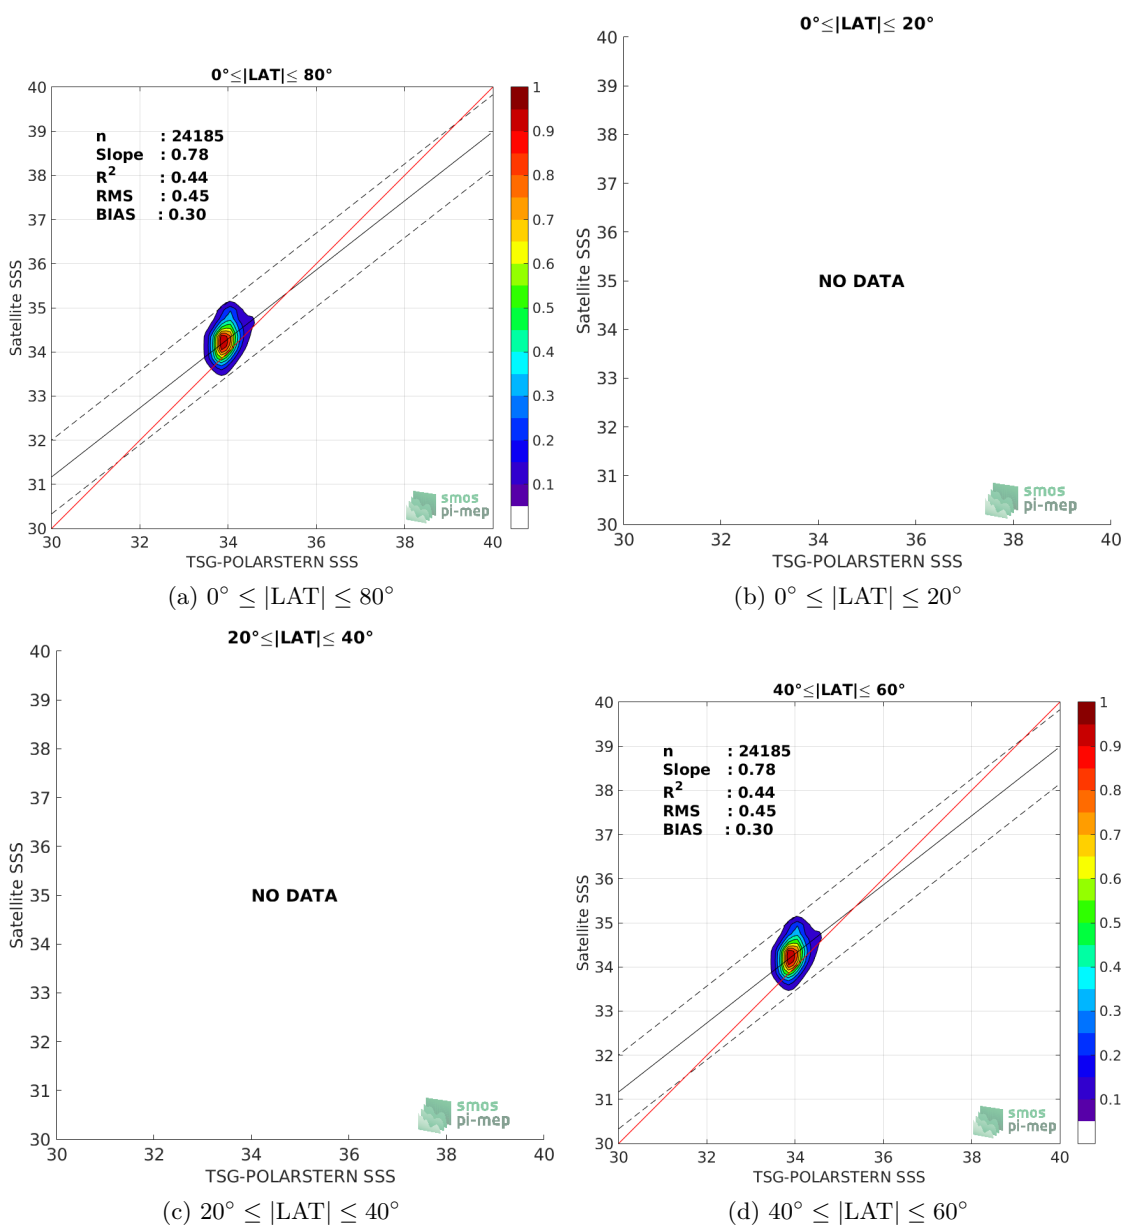 0°≤|LAT|≤ 80°
40
39
38
37
36
35
34
33
32
31
30
Satellite SSS
n : 24185
Slope : 0.78
R² : 0.44
RMS : 0.45
BIAS : 0.30
smos
pi-mep
30 32 34 36 38 40
TSG-POLARSTERN SSS
1
0.9
0.8
0.7
0.6
0.5
0.4
0.3
0.2
0.1
(a) 0° ≤ |LAT| ≤ 80°
0°≤|LAT|≤ 20°
40
39
38
37
36
35
34
33
32
31
30
Satellite SSS
NO DATA
smos
pi-mep
30 32 34 36 38 40
TSG-POLARSTERN SSS
(b) 0° ≤ |LAT| ≤ 20°
20°≤|LAT|≤ 40°
40
39
38
37
36
35
34
33
32
31
30
Satellite SSS
NO DATA
smos
pi-mep
30 32 34 36 38 40
TSG-POLARSTERN SSS
(c) 20° ≤ |LAT| ≤ 40°
40°≤|LAT|≤ 60°
40
39
38
37
36
35
34
33
32
31
30
Satellite SSS
n : 24185
Slope : 0.78
R² : 0.44
RMS : 0.45
BIAS : 0.30
smos
pi-mep
30 32 34 36 38 40
TSG-POLARSTERN SSS
1
0.9
0.8
0.7
0.6
0.5
0.4
0.3
0.2
0.1
(d) 40° ≤ |LAT| ≤ 60°